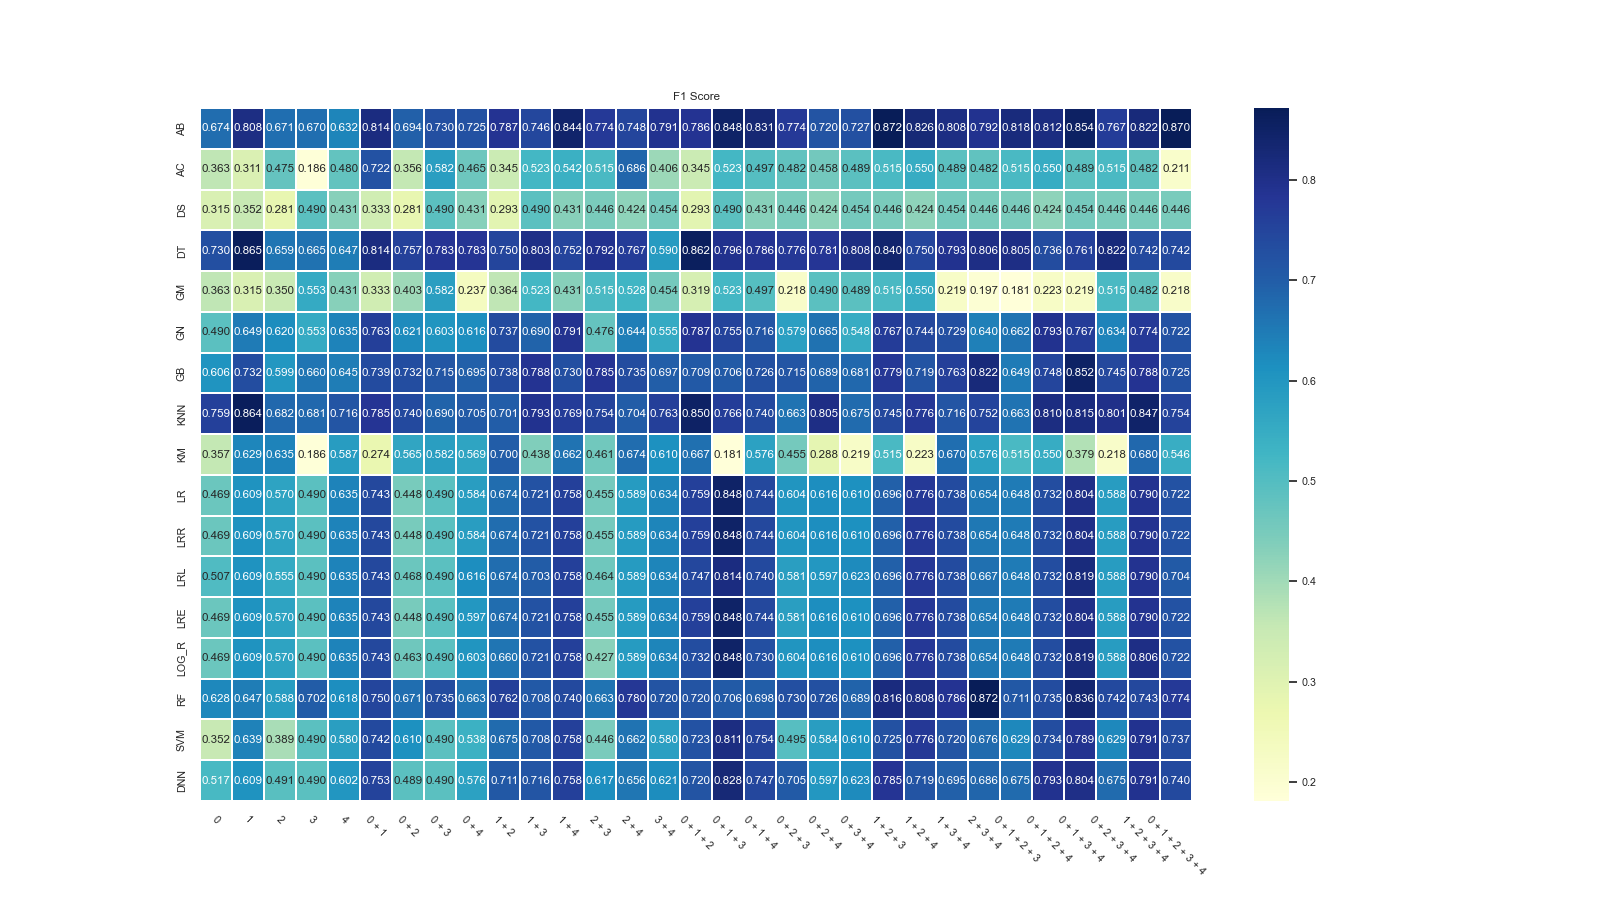 F1 Score
AB 0.674 0.808 0.671 0.670 0.632 0.814 0.694 0.730 0.725 0.787 0.746 0.844 0.774 0.748 0.791 0.786 0.848 0.831 0.774 0.720 0.727 0.872 0.826 0.808 0.792 0.818 0.812 0.854 0.767 0.822 0.870
AC 0.363 0.311 0.475 0.186 0.480 0.722 0.356 0.582 0.465 0.345 0.523 0.542 0.515 0.686 0.406 0.345 0.523 0.497 0.482 0.458 0.489 0.515 0.550 0.489 0.482 0.515 0.550 0.489 0.515 0.482 0.211
0.8
DS 0.315 0.352 0.281 0.490 0.431 0.333 0.281 0.490 0.431 0.293 0.490 0.431 0.446 0.424 0.454 0.293 0.490 0.431 0.446 0.424 0.454 0.446 0.424 0.454 0.446 0.446 0.424 0.454 0.446 0.446 0.446
DT 0.730 0.865 0.659 0.665 0.647 0.814 0.757 0.783 0.783 0.750 0.803 0.752 0.792 0.767 0.590 0.862 0.796 0.786 0.776 0.781 0.808 0.840 0.750 0.793 0.806 0.805 0.736 0.761 0.822 0.742 0.742
0.7
GM 0.363 0.315 0.350 0.553 0.431 0.333 0.403 0.582 0.237 0.364 0.523 0.431 0.515 0.528 0.454 0.319 0.523 0.497 0.218 0.490 0.489 0.515 0.550 0.219 0.197 0.181 0.223 0.219 0.515 0.482 0.218
GN 0.490 0.649 0.620 0.553 0.635 0.763 0.621 0.603 0.616 0.737 0.690 0.791 0.476 0.644 0.555 0.787 0.755 0.716 0.579 0.665 0.548 0.767 0.744 0.729 0.640 0.662 0.793 0.767 0.634 0.774 0.722
GB 0.606 0.732 0.599 0.660 0.645 0.739 0.732 0.715 0.695 0.738 0.788 0.730 0.785 0.735 0.697 0.709 0.706 0.726 0.715 0.689 0.681 0.779 0.719 0.763 0.822 0.649 0.748 0.852 0.745 0.788 0.725
0.6
KNN 0.759 0.864 0.682 0.681 0.716 0.785 0.740 0.690 0.705 0.701 0.793 0.769 0.754 0.704 0.763 0.850 0.766 0.740 0.663 0.805 0.675 0.745 0.776 0.716 0.752 0.663 0.810 0.815 0.801 0.847 0.754
KM 0.357 0.629 0.635 0.186 0.587 0.274 0.565 0.582 0.569 0.700 0.438 0.662 0.461 0.674 0.610 0.667 0.181 0.576 0.455 0.288 0.219 0.515 0.223 0.670 0.576 0.515 0.550 0.379 0.218 0.680 0.546
0.5
LR 0.469 0.609 0.570 0.490 0.635 0.743 0.448 0.490 0.584 0.674 0.721 0.758 0.455 0.589 0.634 0.759 0.848 0.744 0.604 0.616 0.610 0.696 0.776 0.738 0.654 0.648 0.732 0.804 0.588 0.790 0.722
LRR 0.469 0.609 0.570 0.490 0.635 0.743 0.448 0.490 0.584 0.674 0.721 0.758 0.455 0.589 0.634 0.759 0.848 0.744 0.604 0.616 0.610 0.696 0.776 0.738 0.654 0.648 0.732 0.804 0.588 0.790 0.722
LRL 0.507 0.609 0.555 0.490 0.635 0.743 0.468 0.490 0.616 0.674 0.703 0.758 0.464 0.589 0.634 0.747 0.814 0.740 0.581 0.597 0.623 0.696 0.776 0.738 0.667 0.648 0.732 0.819 0.588 0.790 0.704
0.4
LRE 0.469 0.609 0.570 0.490 0.635 0.743 0.448 0.490 0.597 0.674 0.721 0.758 0.455 0.589 0.634 0.759 0.848 0.744 0.581 0.616 0.610 0.696 0.776 0.738 0.654 0.648 0.732 0.804 0.588 0.790 0.722
LOG_R 0.469 0.609 0.570 0.490 0.635 0.743 0.463 0.490 0.603 0.660 0.721 0.758 0.427 0.589 0.634 0.732 0.848 0.730 0.604 0.616 0.610 0.696 0.776 0.738 0.654 0.648 0.732 0.819 0.588 0.806 0.722
0.3
RF 0.628 0.647 0.588 0.702 0.618 0.750 0.671 0.735 0.663 0.762 0.708 0.740 0.663 0.780 0.720 0.720 0.706 0.698 0.730 0.726 0.689 0.816 0.808 0.786 0.872 0.711 0.735 0.836 0.742 0.743 0.774
SVM 0.352 0.639 0.389 0.490 0.580 0.742 0.610 0.490 0.538 0.675 0.708 0.758 0.446 0.662 0.580 0.723 0.811 0.754 0.495 0.584 0.610 0.725 0.776 0.720 0.676 0.629 0.734 0.789 0.629 0.791 0.737
DNN 0.517 0.609 0.491 0.490 0.602 0.753 0.489 0.490 0.576 0.711 0.716 0.758 0.617 0.656 0.621 0.720 0.828 0.747 0.705 0.597 0.623 0.785 0.719 0.695 0.686 0.675 0.793 0.804 0.675 0.791 0.740
0.2
0
1
2
3
4
0 + 1
0 + 2
0 + 3
0 + 4
1 + 2
1 + 3
1 + 4
2 + 3
2 + 4
3 + 4
0 + 1 + 2
0 + 1 + 3
0 + 1 + 4
0 + 2 + 3
0 + 2 + 4
0 + 3 + 4
1 + 2 + 3
1 + 2 + 4
1 + 3 + 4
2 + 3 + 4
0 + 1 + 2 + 3
0 + 1 + 2 + 4
0 + 1 + 3 + 4
0 + 2 + 3 + 4
1 + 2 + 3 + 4
0 + 1 + 2 + 3 + 4